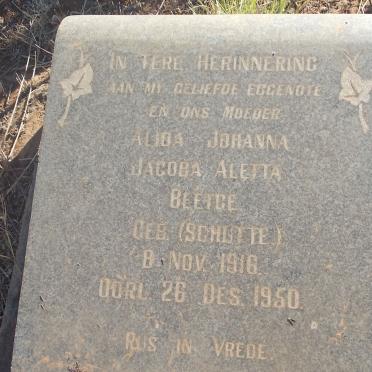 IN TERE HERINNERING
AAN MY GELIEFDE EGGENOTE
EN ONS MOEDER
ALIDA JOHANNA
JACOBA ALETTA
BEETGE
GEB. (SCHUTTE.)
8 NOV. 1916.
OORL. 26 DES. 1950.
RUS IN VREDE.